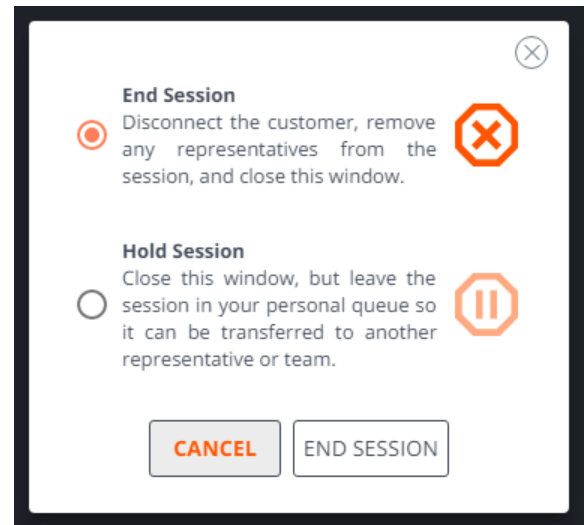 End Session
Disconnect the customer, remove
any representatives from the
session, and close this window.
Hold Session
Close this window, but leave the
session in your personal queue so
it can be transferred to another
representative or team.
CANCEL
END SESSION